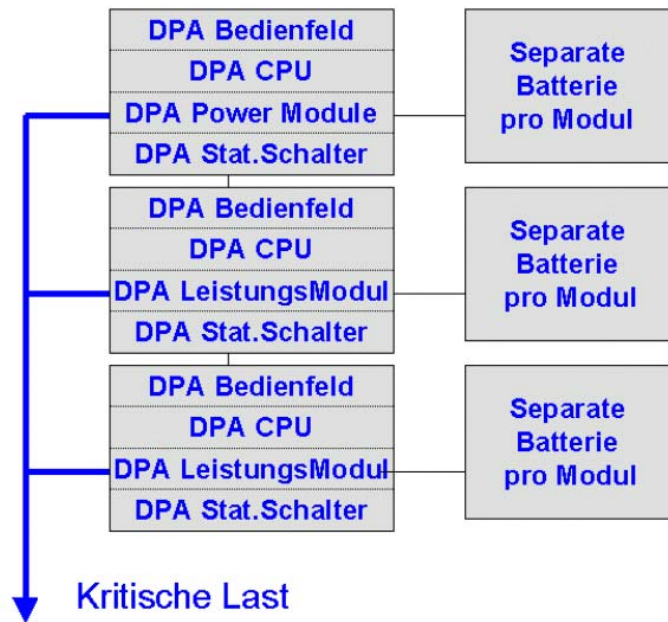 DPA Bedienfeld
DPA CPU
DPA Power Module
DPA Stat.Schalter
Separate
Batterie
pro Modul
DPA Bedienfeld
DPA CPU
DPA LeistungsModul
DPA Stat.Schalter
Separate
Batterie
pro Modul
DPA Bedienfeld
DPA CPU
DPA LeistungsModul
DPA Stat.Schalter
Separate
Batterie
pro Modul
Kritische Last